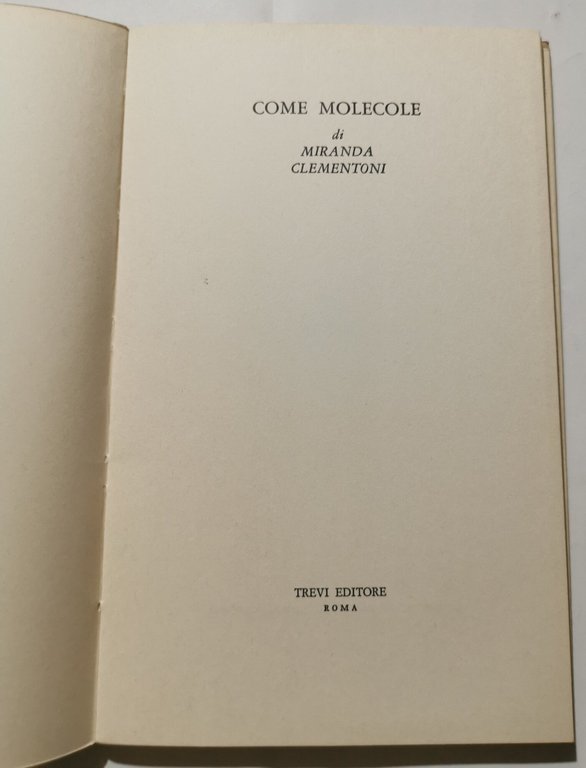 COME MOLECOLE
di
MIRANDA
CLEMENTONI
TREVI EDITORE
ROMA